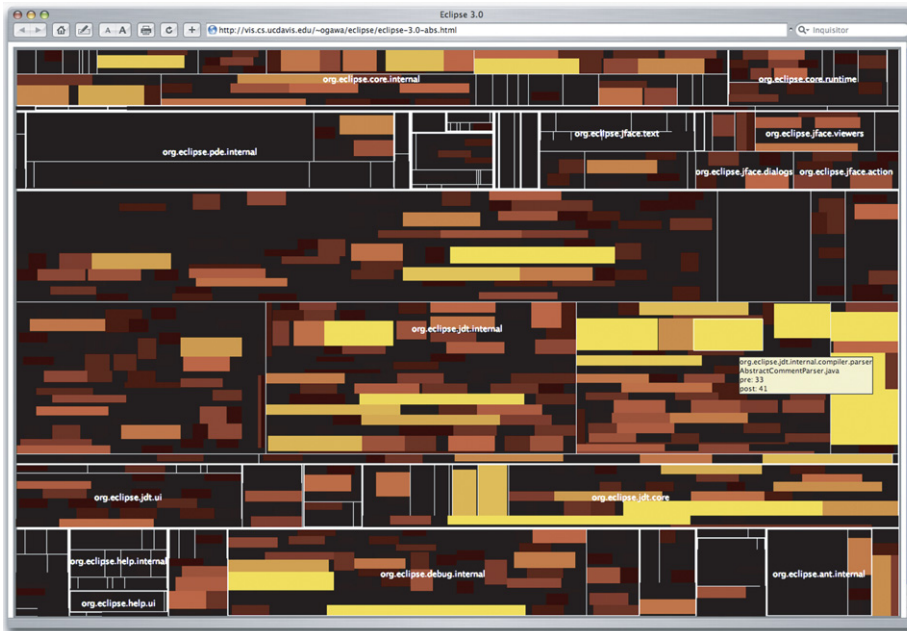 Eclipse 3.0
A A
http://vis.cs.ucdavis.edu/~ogawa/eclipse/eclipse-3.0-abs.html
Inquisitor
org.eclipse.core.internal
org.eclipse.core.runtime
org.eclipse.jface.text
org.eclipse.jface.viewers
org.eclipse.pde.internal
org.eclipse.jface.dialogs
org.eclipse.jface.action
org.eclipse.jdt.internal
org.eclipse.jdt.internal.compiler.parser
AbstractCommentParser.java
pre: 33
post: 41
org.eclipse.jdt.ui
org.eclipse.jdt.core
org.eclipse.help.internal
org.eclipse.debug.internal
org.eclipse.ant.internal
org.eclipse.help.ui